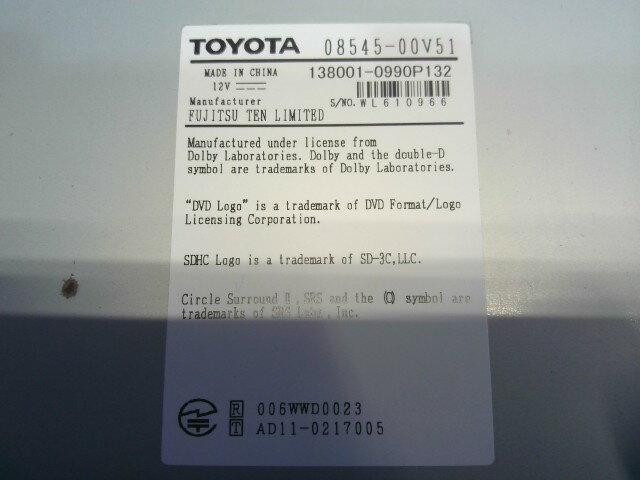 TOYOTA 08545-00V51
MADE IN CHINA 138001-0990P132
12V
Manufacturer S/NO. WL610966
FUJITSU TEN LIMITED
Manufactured under license from
Dolby Laboratories. Dolby and the double-D
symbol are trademarks of Dolby Laboratories.
“DVD Logo” is a trademark of DVD Format/Logo
Licensing Corporation.
SDHC Logo is a trademark of SD-3C,LLC.
Circle Surround II, SRS and the (●) symbol are
trademarks of SRS Labs, Inc.
R 006WWD0023
T AD11-0217005